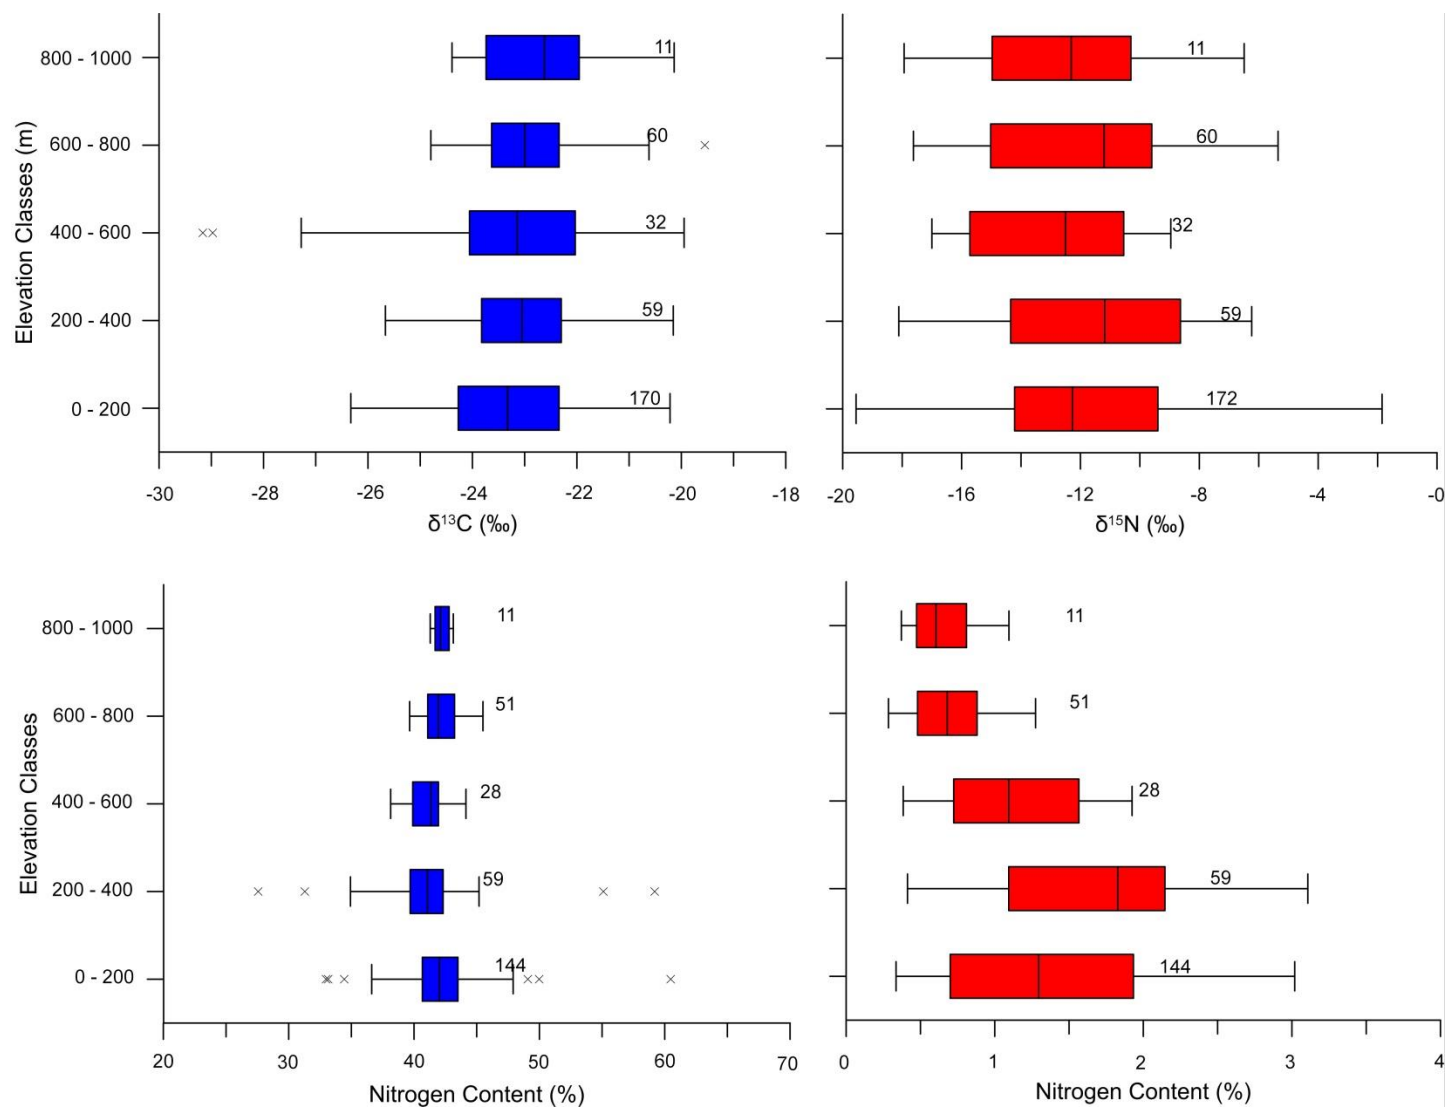 Elevation Classes (m)
800 - 1000
600 - 800
400 - 600
200 - 400
0 - 200
11
60
32
59
170
-30
-28
-26
-24
-22
-20
-18
δ¹³C (‰)
11
60
32
59
172
-20
-16
-12
-8
-4
-0
δ¹⁵N (‰)
Elevation Classes
800 - 1000
600 - 800
400 - 600
200 - 400
0 - 200
11
51
28
59
144
20
30
40
50
60
70
Nitrogen Content (%)
11
51
28
59
144
0
1
2
3
4
Nitrogen Content (%)